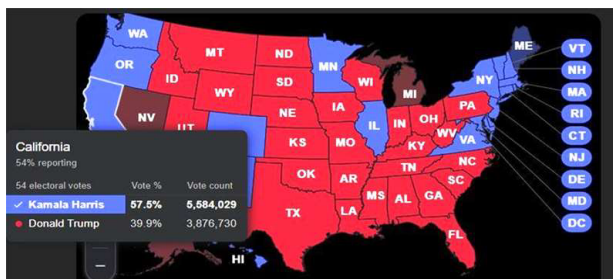 WA
ME
VT
MT
ND
OR
MN
NH
ID
SD
WI
NY
MA
WY
MI
RI
IA
PA
NE
NV
OH
CT
IL
IN
UT
NJ
WV
VA
KS
MO
KY
DE
NC
MD
TN
OK
AR
SC
DC
MS
AL
GA
TX
LA
FL
HI
California
54% reporting
54 electoral votes Vote % Vote count
✓ Kamala Harris 57.5% 5,584,029
Donald Trump 39.9% 3,876,730